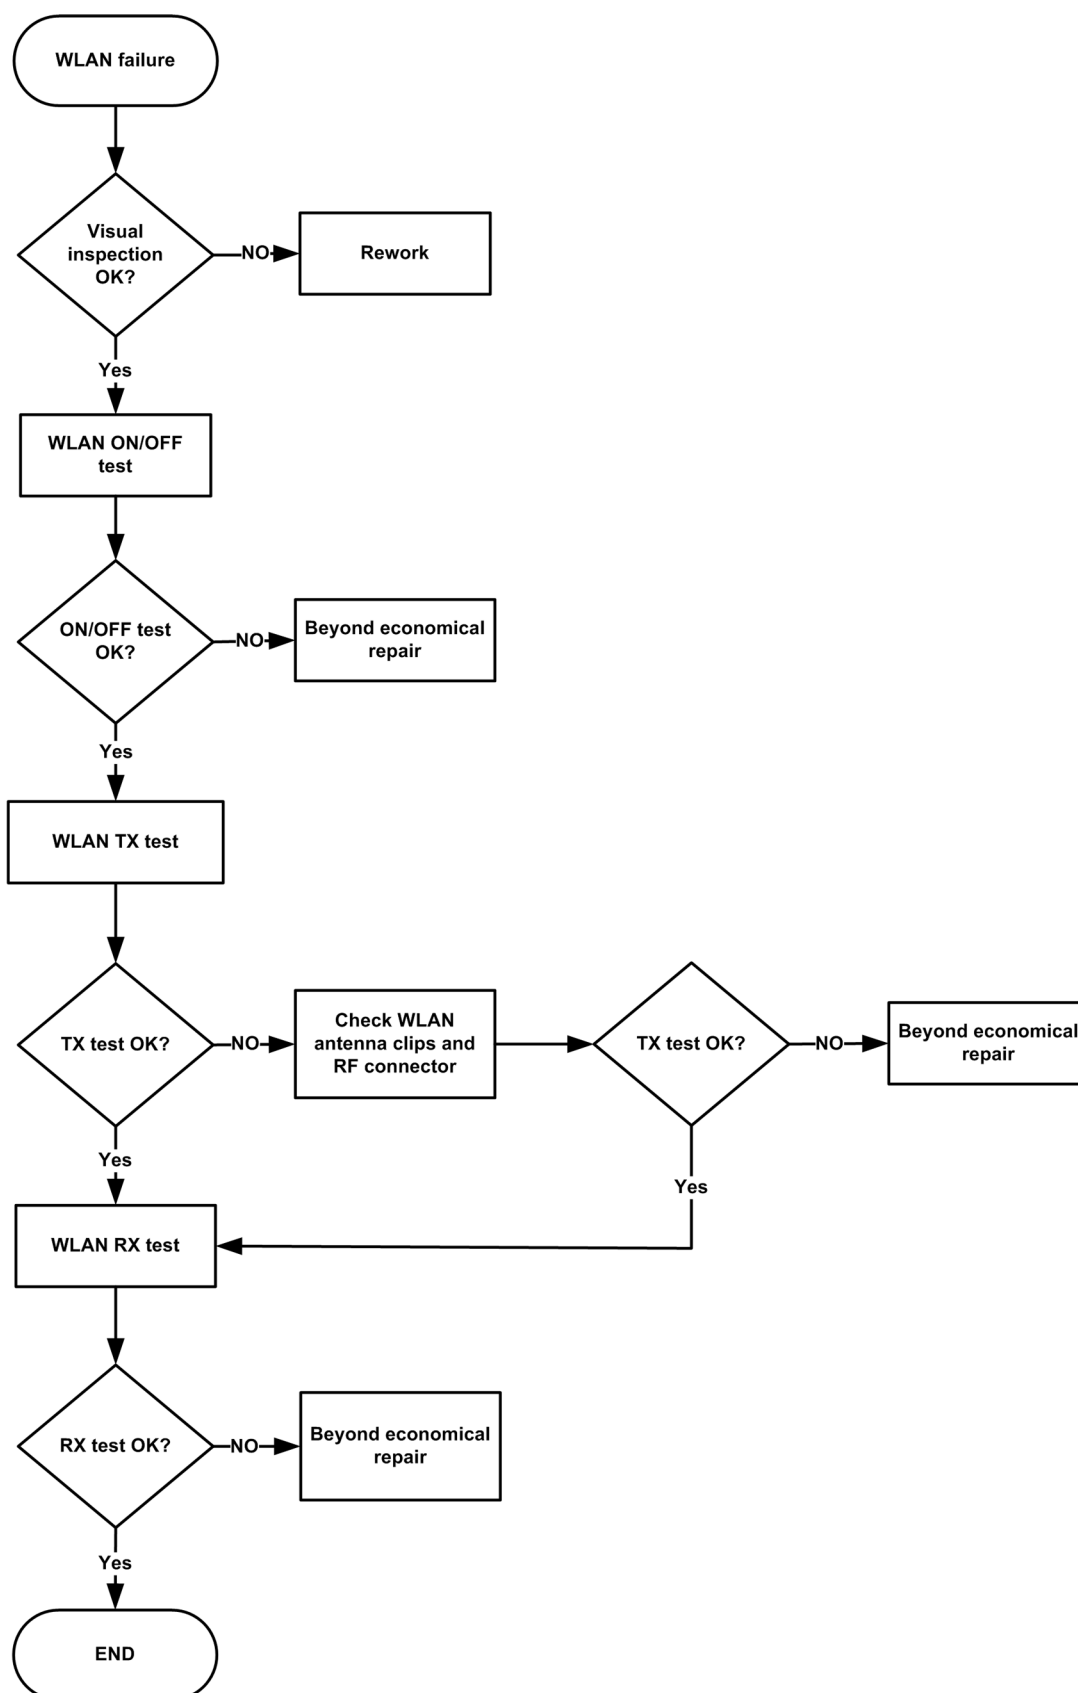 WLAN failure
Visual
inspection
OK?
NO
Rework
Yes
WLAN ON/OFF
test
ON/OFF test
OK?
NO
Beyond economical
repair
Yes
WLAN TX test
TX test OK?
NO
Check WLAN
antenna clips and
RF connector
TX test OK?
NO
Beyond economical
repair
Yes
Yes
WLAN RX test
RX test OK?
NO
Beyond economical
repair
Yes
END